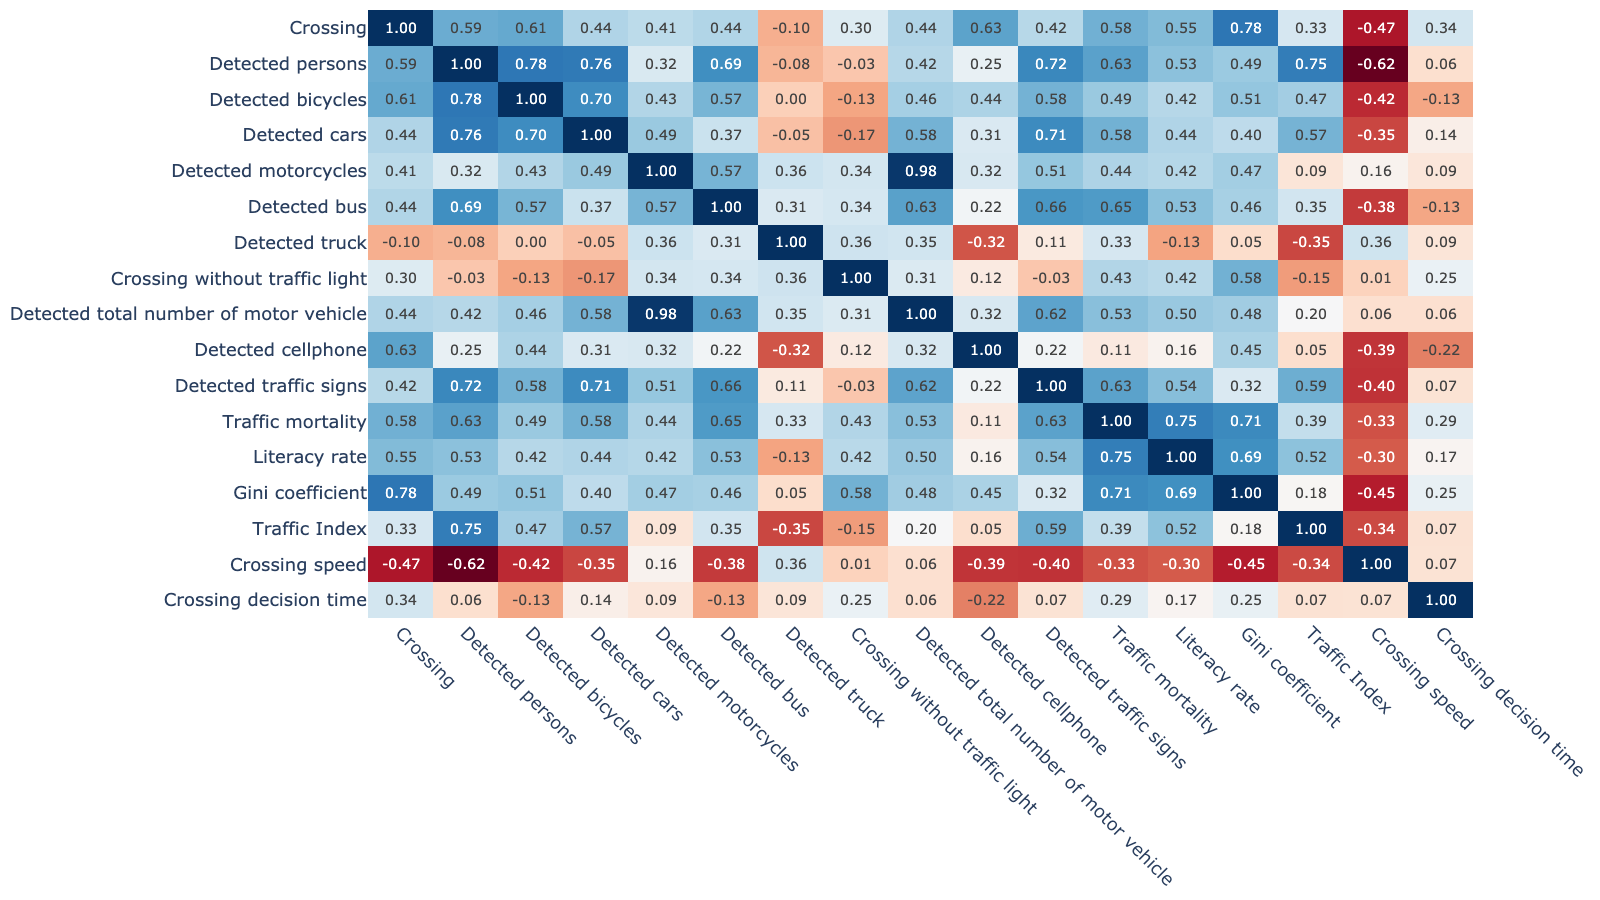 Crossing 1.00 0.59 0.61 0.44 0.41 0.44 -0.10 0.30 0.44 0.63 0.42 0.58 0.55 0.78 0.33 -0.47 0.34
Detected persons 0.59 1.00 0.78 0.76 0.32 0.69 -0.08 -0.03 0.42 0.25 0.72 0.63 0.53 0.49 0.75 -0.62 0.06
Detected bicycles 0.61 0.78 1.00 0.70 0.43 0.57 0.00 -0.13 0.46 0.44 0.58 0.49 0.42 0.51 0.47 -0.42 -0.13
Detected cars 0.44 0.76 0.70 1.00 0.49 0.37 -0.05 -0.17 0.58 0.31 0.71 0.58 0.44 0.40 0.57 -0.35 0.14
Detected motorcycles 0.41 0.32 0.43 0.49 1.00 0.57 0.36 0.34 0.98 0.32 0.51 0.44 0.42 0.47 0.09 0.16 0.09
Detected bus 0.44 0.69 0.57 0.37 0.57 1.00 0.31 0.34 0.63 0.22 0.66 0.65 0.53 0.46 0.35 -0.38 -0.13
Detected truck -0.10 -0.08 0.00 -0.05 0.36 0.31 1.00 0.36 0.35 -0.32 0.11 0.33 -0.13 0.05 -0.35 0.36 0.09
Crossing without traffic light 0.30 -0.03 -0.13 -0.17 0.34 0.34 0.36 1.00 0.31 0.12 -0.03 0.43 0.42 0.58 -0.15 0.01 0.25
Detected total number of motor vehicle 0.44 0.42 0.46 0.58 0.98 0.63 0.35 0.31 1.00 0.32 0.62 0.53 0.50 0.48 0.20 0.06 0.06
Detected cellphone 0.63 0.25 0.44 0.31 0.32 0.22 -0.32 0.12 0.32 1.00 0.22 0.11 0.16 0.45 0.05 -0.39 -0.22
Detected traffic signs 0.42 0.72 0.58 0.71 0.51 0.66 0.11 -0.03 0.62 0.22 1.00 0.63 0.54 0.32 0.59 -0.40 0.07
Traffic mortality 0.58 0.63 0.49 0.58 0.44 0.65 0.33 0.43 0.53 0.11 0.63 1.00 0.75 0.71 0.39 -0.33 0.29
Literacy rate 0.55 0.53 0.42 0.44 0.42 0.53 -0.13 0.42 0.50 0.16 0.54 0.75 1.00 0.69 0.52 -0.30 0.17
Gini coefficient 0.78 0.49 0.51 0.40 0.47 0.46 0.05 0.58 0.48 0.45 0.32 0.71 0.69 1.00 0.18 -0.45 0.25
Traffic Index 0.33 0.75 0.47 0.57 0.09 0.35 -0.35 -0.15 0.20 0.05 0.59 0.39 0.52 0.18 1.00 -0.34 0.07
Crossing speed -0.47 -0.62 -0.42 -0.35 0.16 -0.38 0.36 0.01 0.06 -0.39 -0.40 -0.33 -0.30 -0.45 -0.34 1.00 0.07
Crossing decision time 0.34 0.06 -0.13 0.14 0.09 -0.13 0.09 0.25 0.06 -0.22 0.07 0.29 0.17 0.25 0.07 0.07 1.00
Crossing
Detected persons
Detected bicycles
Detected cars
Detected motorcycles
Detected bus
Detected truck
Crossing without traffic light
Detected total number of motor vehicle
Detected cellphone
Detected traffic signs
Traffic mortality
Literacy rate
Gini coefficient
Traffic Index
Crossing speed
Crossing decision time